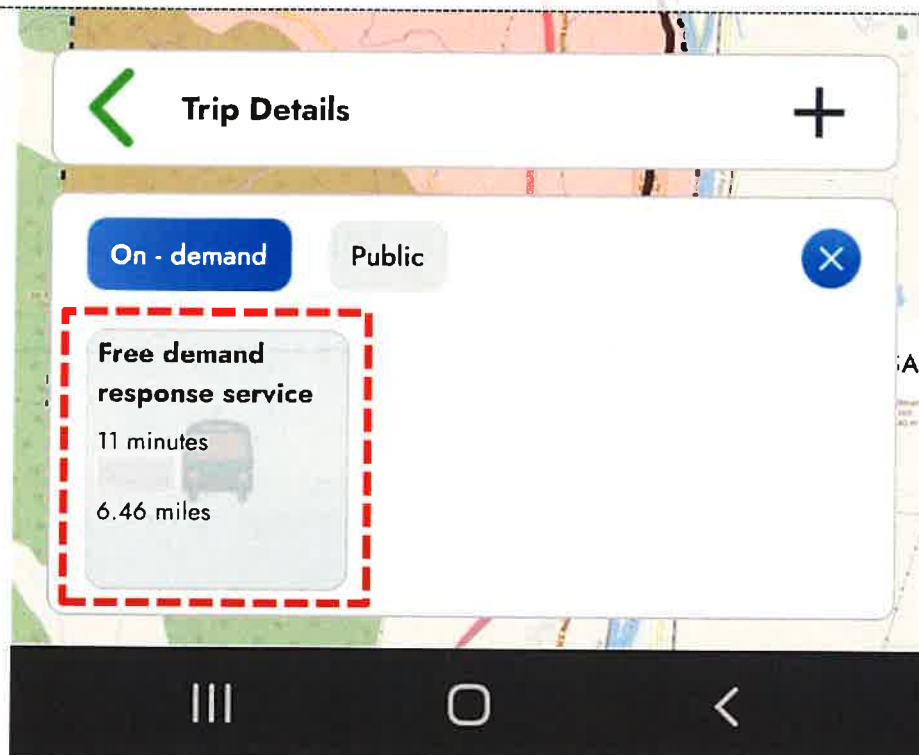 Trip Details
On - demand
Public
Free demand
response service
11 minutes
6.46 miles